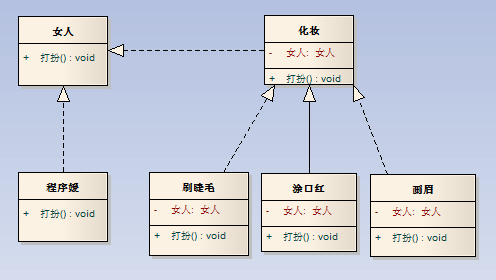 女人
+ 打扮() : void
化妆
- 女人: 女人
+ 打扮() : void
程序媛
+ 打扮() : void
刷睫毛
- 女人: 女人
+ 打扮() : void
涂口红
- 女人: 女人
+ 打扮() : void
画眉
- 女人: 女人
+ 打扮() : void